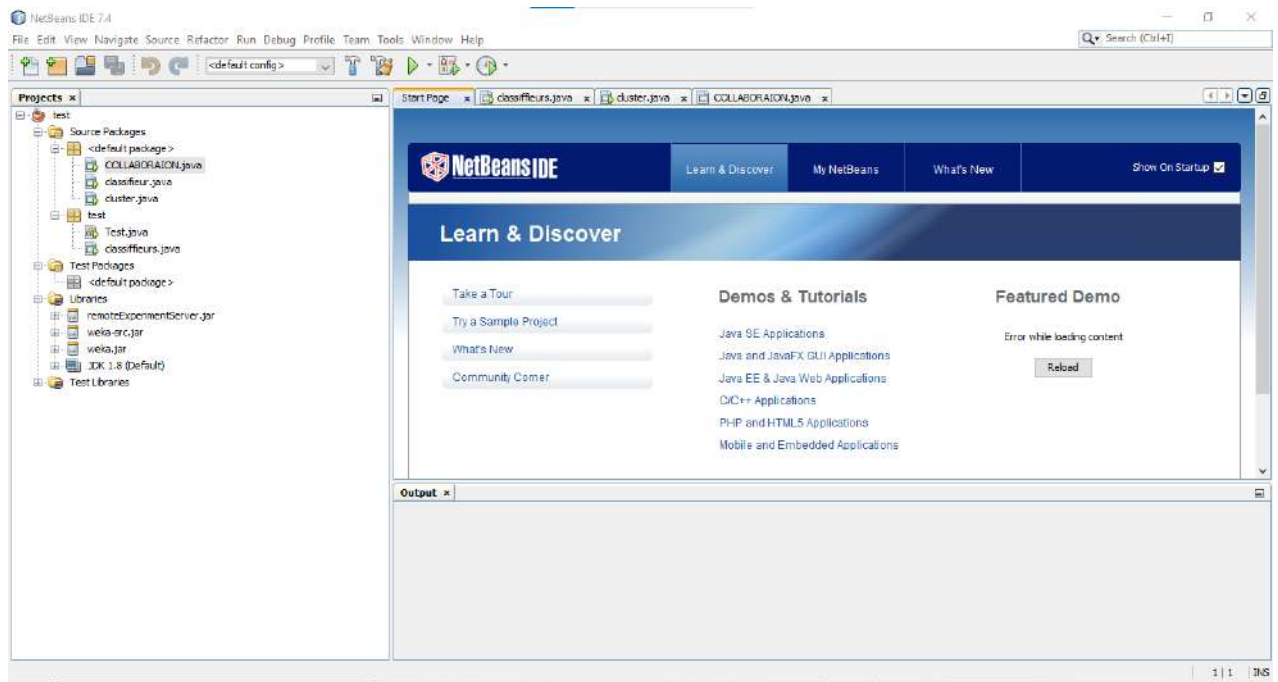 NetBeans IDE 7.4
File Edit View Navigate Source Refactor Run Debug Profile Team Tools Window Help
Search (Ctrl+I)
<default config>
Projects
test
Source Packages
<default package>
COLLABORAION.java
classifieur.java
cluster.java
test
Test.java
classiffieurs.java
Test Packages
<default package>
Libraries
remoteExperimentServer.jar
weka-src.jar
weka.jar
JDK 1.8 (Default)
Test Libraries
Start Page classiffieurs.java cluster.java COLLABORAION.java
NetBeans IDE
Learn & Discover My NetBeans What's New Show On Startup
Learn & Discover
Take a Tour
Try a Sample Project
What's New
Community Corner
Demos & Tutorials
Java SE Applications
Java and JavaFX GUI Applications
Java EE & Java Web Applications
C/C++ Applications
PHP and HTML5 Applications
Mobile and Embedded Applications
Featured Demo
Error while loading content
Reload
Output
1 | 1 INS